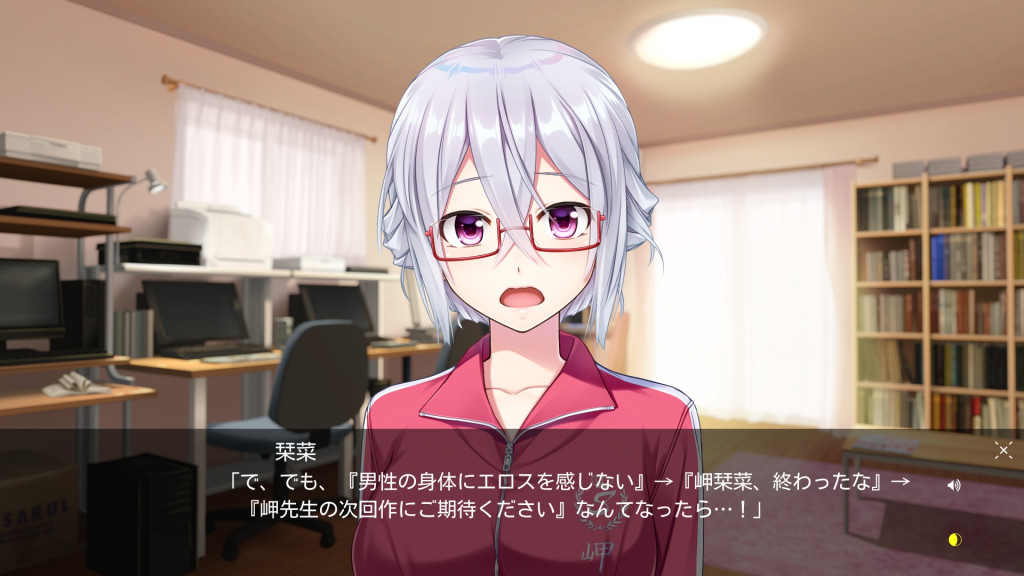 栞菜
「で、でも、『男性の身体にエロスを感じない』→『岬栞菜、終わったな』→
『岬先生の次回作にご期待ください』なんてなったら…！」
岬
SAKUL